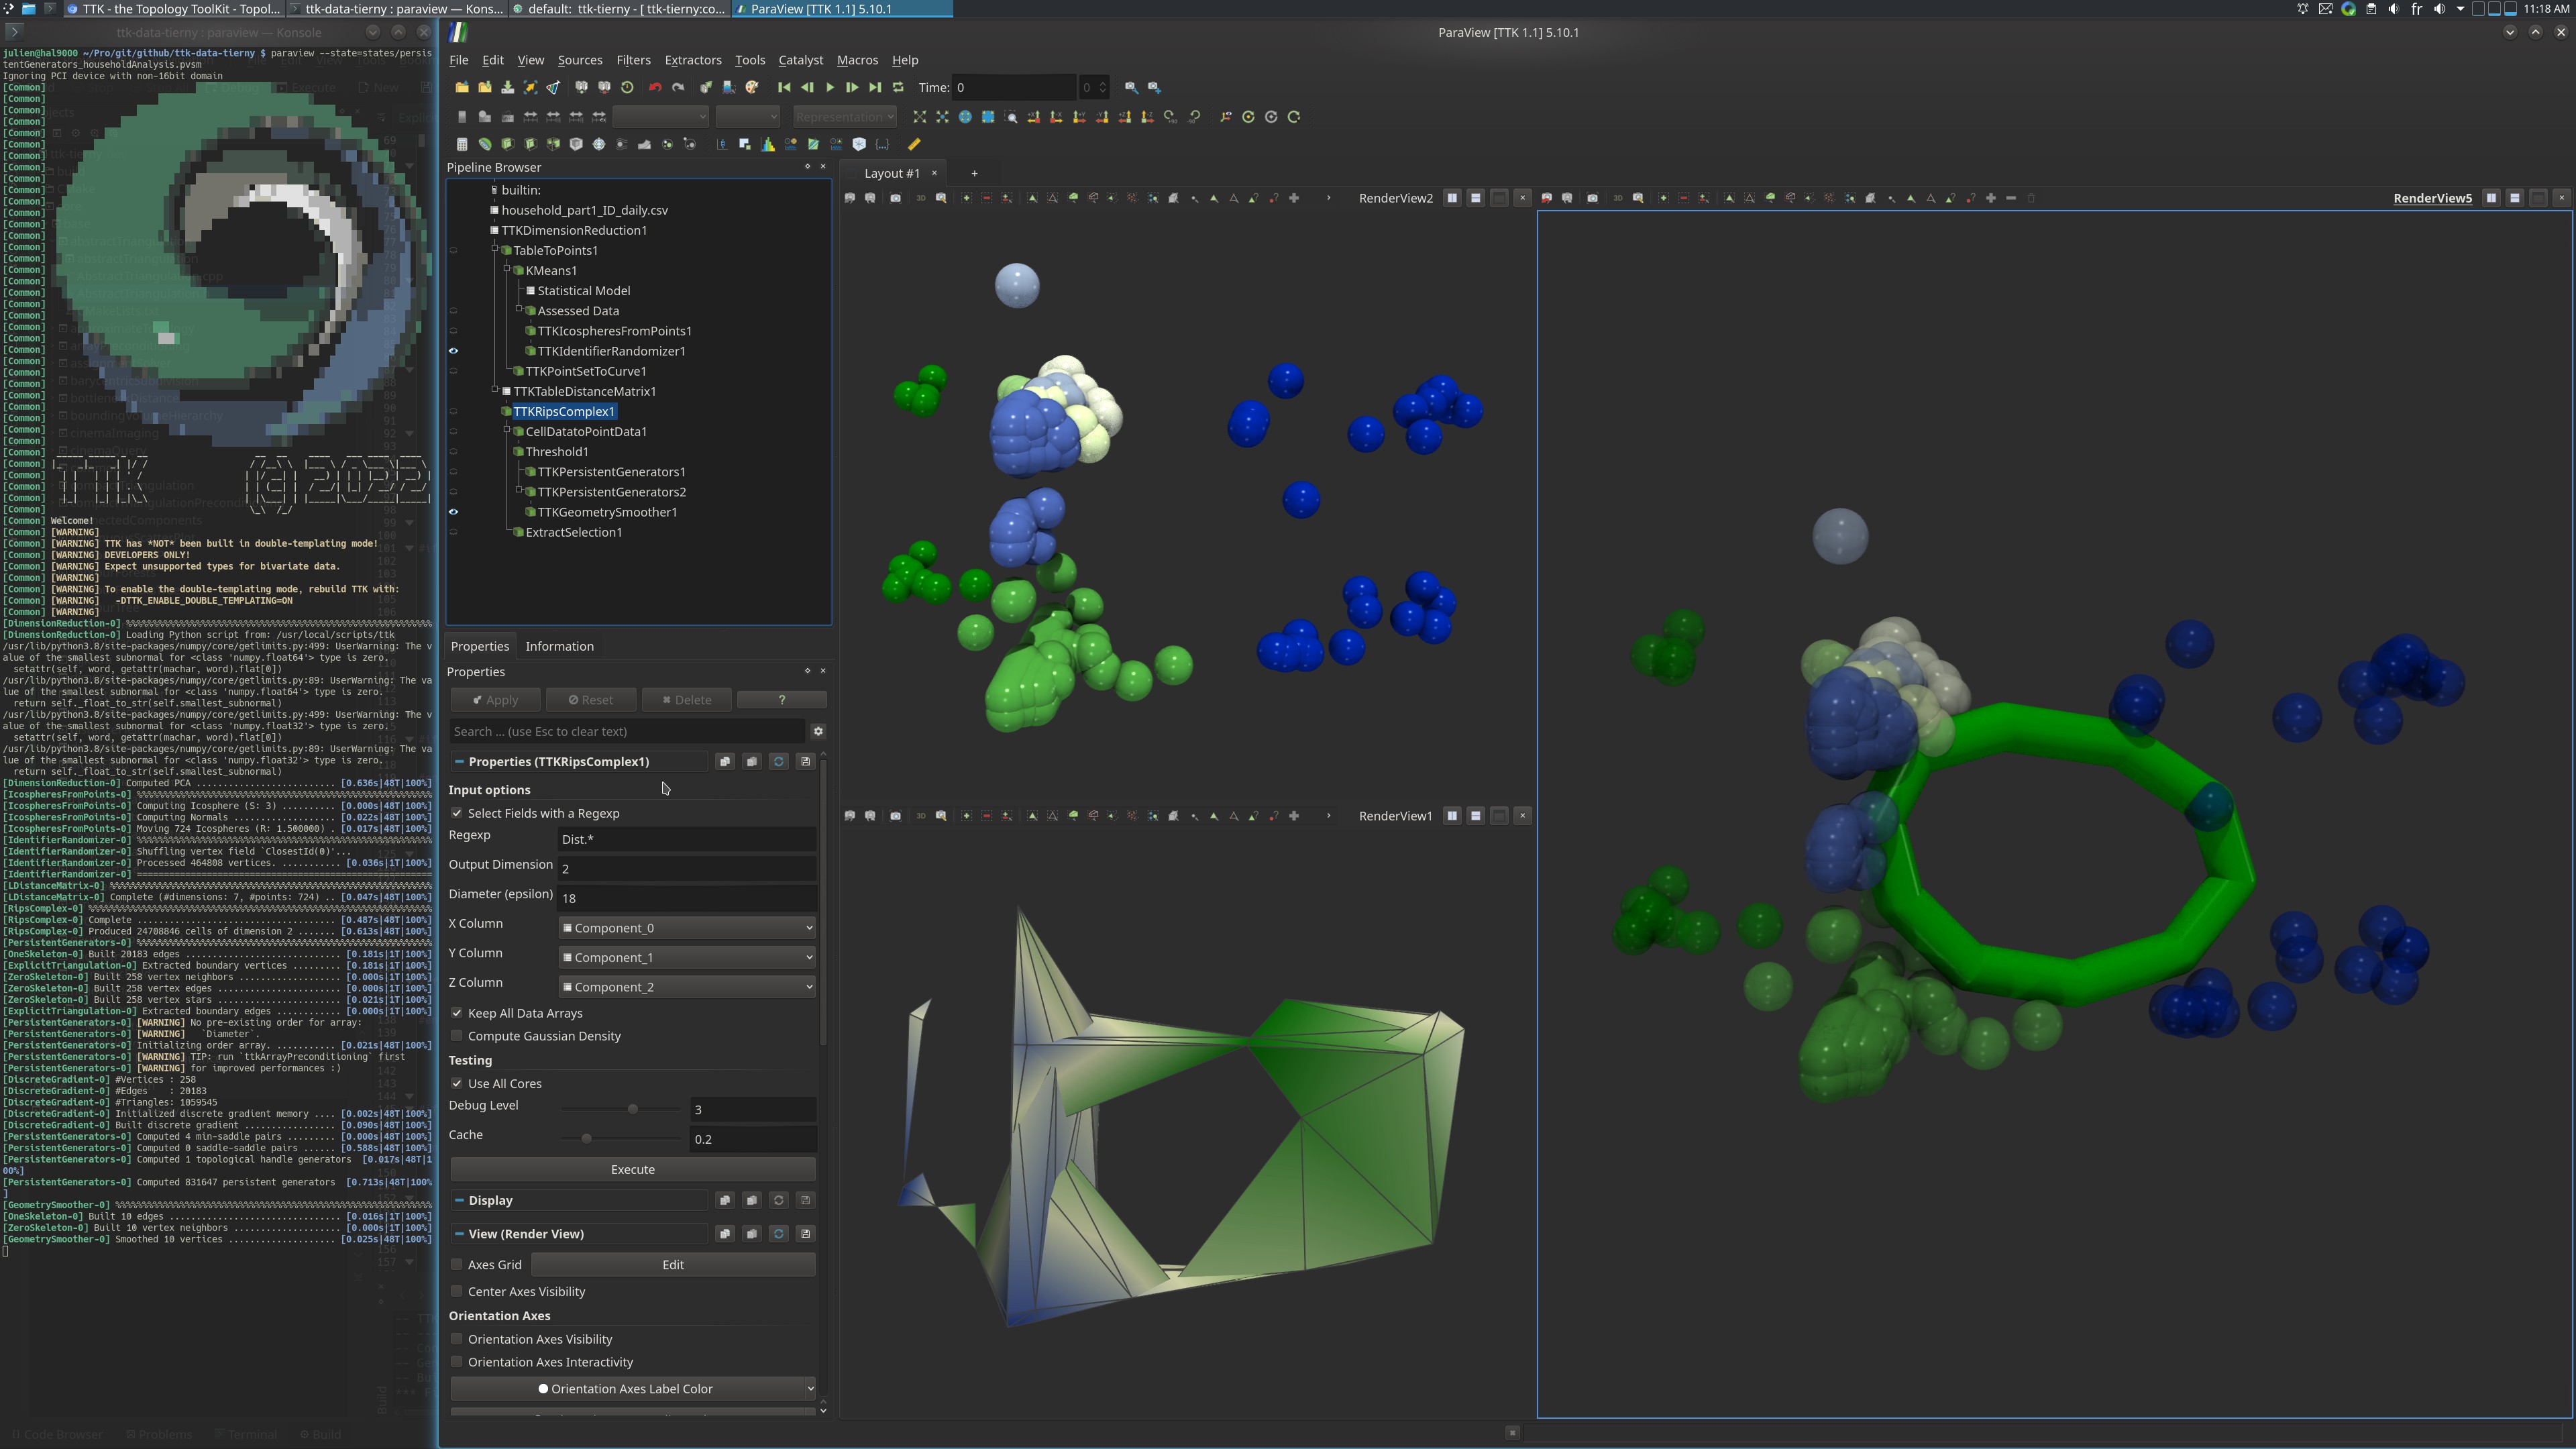 TTK - the Topology ToolKit - Topol...
ttk-data-tierny : paraview — Kons...
default: ttk-tierny - [ ttk-tierny:co...
ParaView [TTK 1.1] 5.10.1
fr
11:18 AM
ttk-data-tierny : paraview — Konsole
julien@hal9000 ~/Pro/git/github/ttk-data-tierny $ paraview --state=states/persis
tentGenerators_householdAnalysis.pvsm
Ignoring PCI device with non-16bit domain
[Common] Welcome!
[Common] [WARNING]
[Common] [WARNING] TTK has *NOT* been built in double-templating mode!
[Common] [WARNING] DEVELOPERS ONLY!
[Common] [WARNING] Expect unsupported types for bivariate data.
[Common] [WARNING]
[Common] [WARNING] To enable the double-templating mode, rebuild TTK with:
[Common] [WARNING]   -DTTK_ENABLE_DOUBLE_TEMPLATING=ON
[Common] [WARNING]
[DimensionReduction-0] Loading Python script from: /usr/local/scripts/ttk
/usr/lib/python3.8/site-packages/numpy/core/getlimits.py:499: UserWarning: The v
alue of the smallest subnormal for <class 'numpy.float64'> type is zero.
setattr(self, word, getattr(machar, word).flat[0])
/usr/lib/python3.8/site-packages/numpy/core/getlimits.py:89: UserWarning: The va
lue of the smallest subnormal for <class 'numpy.float64'> type is zero.
return self._float_to_str(self.smallest_subnormal)
/usr/lib/python3.8/site-packages/numpy/core/getlimits.py:499: UserWarning: The v
alue of the smallest subnormal for <class 'numpy.float32'> type is zero.
setattr(self, word, getattr(machar, word).flat[0])
/usr/lib/python3.8/site-packages/numpy/core/getlimits.py:89: UserWarning: The va
lue of the smallest subnormal for <class 'numpy.float32'> type is zero.
return self._float_to_str(self.smallest_subnormal)
[DimensionReduction-0] Computed PCA ........................ [0.636s|48T|100%]
[IcospheresFromPoints-0] Computing Icosphere (S: 3) .......... [0.000s|48T|100%]
[IcospheresFromPoints-0] Computing Normals ................... [0.022s|48T|100%]
[IcospheresFromPoints-0] Moving 724 Icospheres (R: 1.500000) . [0.017s|48T|100%]
[IdentifierRandomizer-0] Shuffling vertex field `ClosestId(0)'...
[IdentifierRandomizer-0] Processed 464808 vertices. ........... [0.036s|1T|100%]
[LDistanceMatrix-0] Complete (#dimensions: 7, #points: 724) .. [0.047s|48T|100%]
[RipsComplex-0] Complete ..................................... [0.487s|48T|100%]
[RipsComplex-0] Produced 24708846 cells of dimension 2 ....... [0.613s|48T|100%]
[OneSkeleton-0] Built 20183 edges ............................. [0.181s|1T|100%]
[ExplicitTriangulation-0] Extracted boundary vertices ......... [0.181s|1T|100%]
[ZeroSkeleton-0] Built 258 vertex neighbors ................... [0.000s|1T|100%]
[ZeroSkeleton-0] Built 258 vertex edges ...................... [0.000s|48T|100%]
[ZeroSkeleton-0] Built 258 vertex stars ...................... [0.021s|48T|100%]
[ExplicitTriangulation-0] Extracted boundary edges ............ [0.000s|1T|100%]
[PersistentGenerators-0] [WARNING] No pre-existing order for array:
[PersistentGenerators-0] [WARNING]   `Diameter`.
[PersistentGenerators-0] Initializing order array. ........... [0.021s|48T|100%]
[PersistentGenerators-0] [WARNING] TIP: run `ttkArrayPreconditioning` first
[PersistentGenerators-0] [WARNING] for improved performances :)
[DiscreteGradient-0] #Vertices : 258
[DiscreteGradient-0] #Edges    : 20183
[DiscreteGradient-0] #Triangles: 1059545
[DiscreteGradient-0] Initialized discrete gradient memory .... [0.002s|48T|100%]
[DiscreteGradient-0] Built discrete gradient ................. [0.090s|48T|100%]
[PersistentGenerators-0] Computed 4 min-saddle pairs ......... [0.000s|48T|100%]
[PersistentGenerators-0] Computed 0 saddle-saddle pairs ...... [0.588s|48T|100%]
[PersistentGenerators-0] Computed 1 topological handle generators  [0.017s|48T|1
00%]
[PersistentGenerators-0] Computed 831647 persistent generators  [0.713s|48T|100%
]
[OneSkeleton-0] Built 10 edges ................................ [0.016s|1T|100%]
[ZeroSkeleton-0] Built 10 vertex neighbors .................... [0.000s|1T|100%]
[GeometrySmoother-0] Smoothed 10 vertices .................... [0.025s|48T|100%]
Code Browser
Problems
Terminal
Build
ParaView [TTK 1.1] 5.10.1
File Edit View Sources Filters Extractors Tools Catalyst Macros Help
Time: 0
0
Representation
Pipeline Browser
builtin:
household_part1_ID_daily.csv
TTKDimensionReduction1
TableToPoints1
KMeans1
Statistical Model
Assessed Data
TTKIcospheresFromPoints1
TTKIdentifierRandomizer1
TTKPointSetToCurve1
TTKTableDistanceMatrix1
TTKRipsComplex1
CellDatatoPointData1
Threshold1
TTKPersistentGenerators1
TTKPersistentGenerators2
TTKGeometrySmoother1
ExtractSelection1
Properties Information
Properties
Apply Reset Delete ?
Search ... (use Esc to clear text)
Properties (TTKRipsComplex1)
Input options
Select Fields with a Regexp
Regexp Dist.*
Output Dimension 2
Diameter (epsilon) 18
X Column Component_0
Y Column Component_1
Z Column Component_2
Keep All Data Arrays
Compute Gaussian Density
Testing
Use All Cores
Debug Level 3
Cache 0.2
Execute
Display
View (Render View)
Axes Grid Edit
Center Axes Visibility
Orientation Axes
Orientation Axes Visibility
Orientation Axes Interactivity
Orientation Axes Label Color
Layout #1 × +
3D
RenderView2
3D
RenderView5
3D
RenderView1